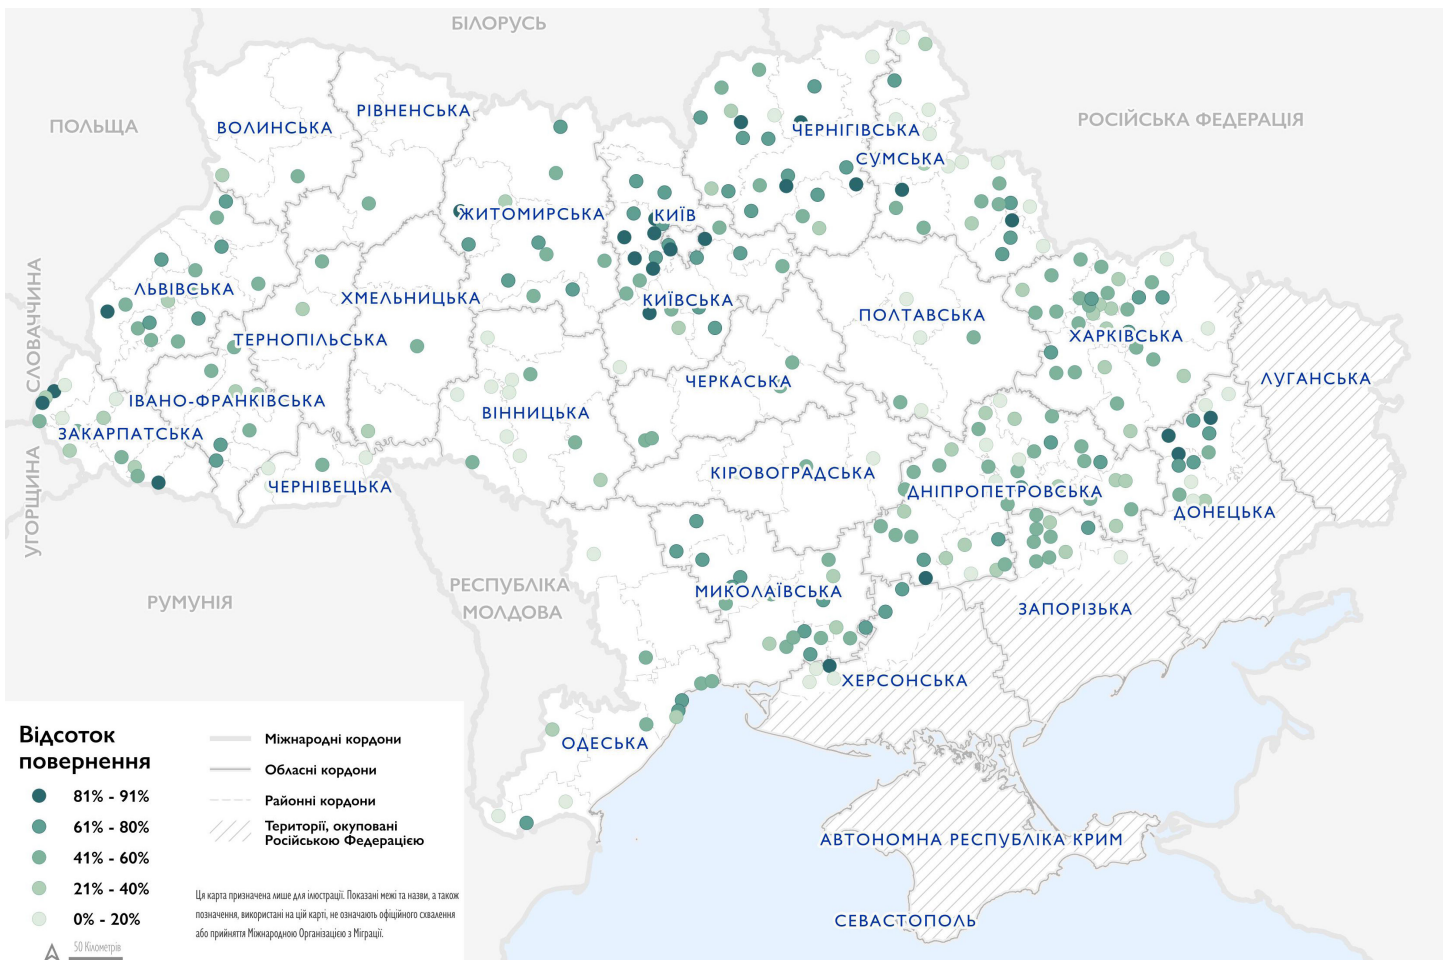 БІЛОРУСЬ
ПОЛЬЩА
РОСІЙСЬКА ФЕДЕРАЦІЯ
СЛОВАЧЧИНА
УГОРЩИНА
РУМУНІЯ
РЕСПУБЛІКА
МОЛДОВА
ВОЛИНСЬКА
РІВНЕНСЬКА
ЖИТОМИРСЬКА
КИЇВ
КИЇВСЬКА
ЧЕРНІГІВСЬКА
СУМСЬКА
ЛЬВІВСЬКА
ТЕРНОПІЛЬСЬКА
ХМЕЛЬНИЦЬКА
ІВАНО-ФРАНКІВСЬКА
ЗАКАРПАТСЬКА
ЧЕРНІВЕЦЬКА
ВІННИЦЬКА
ЧЕРКАСЬКА
ПОЛТАВСЬКА
ХАРКІВСЬКА
ЛУГАНСЬКА
КІРОВОГРАДСЬКА
ДНІПРОПЕТРОВСЬКА
ДОНЕЦЬКА
МИКОЛАЇВСЬКА
ЗАПОРІЗЬКА
ХЕРСОНСЬКА
ОДЕСЬКА
АВТОНОМНА РЕСПУБЛІКА КРИМ
СЕВАСТОПОЛЬ
Відсоток
повернення
81% - 91%
61% - 80%
41% - 60%
21% - 40%
0% - 20%
50 Кілометрів
Міжнародні кордони
Обласні кордони
Районні кордони
Території, окуповані
Російською Федерацією
Ця карта призначена лише для ілюстрації. Показані межі та назви, а також
позначення, використані на цій карті, не означають офіційного схвалення
або прийняття Міжнародною Організацією з Міграції.